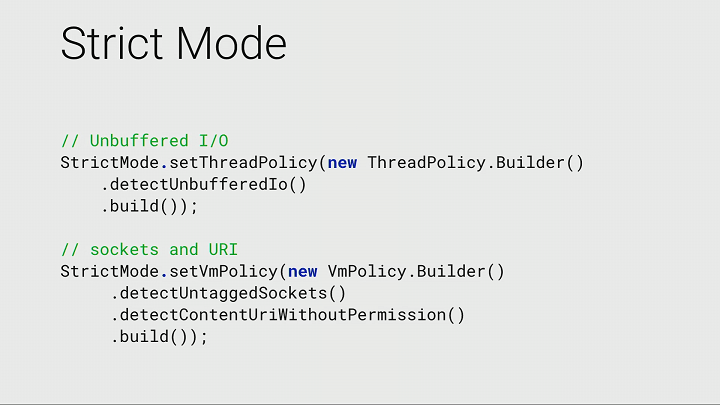 Strict Mode
// Unbuffered I/O
StrictMode.setThreadPolicy(new ThreadPolicy.Builder()
.detectUnbufferedIo()
.build());
// sockets and URI
StrictMode.setVmPolicy(new VmPolicy.Builder()
.detectUntaggedSockets()
.detectContentUriWithoutPermission()
.build());